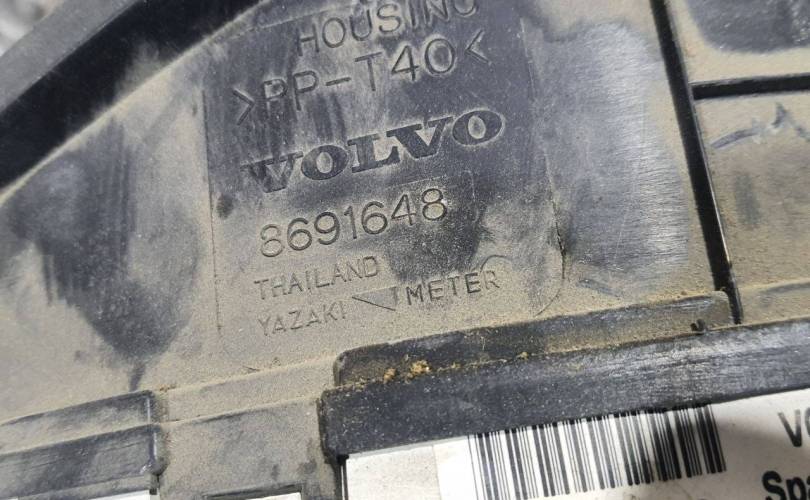 HOUSING
>PP-T40<
VOLVO
8691648
THAILAND
YAZAKI METER